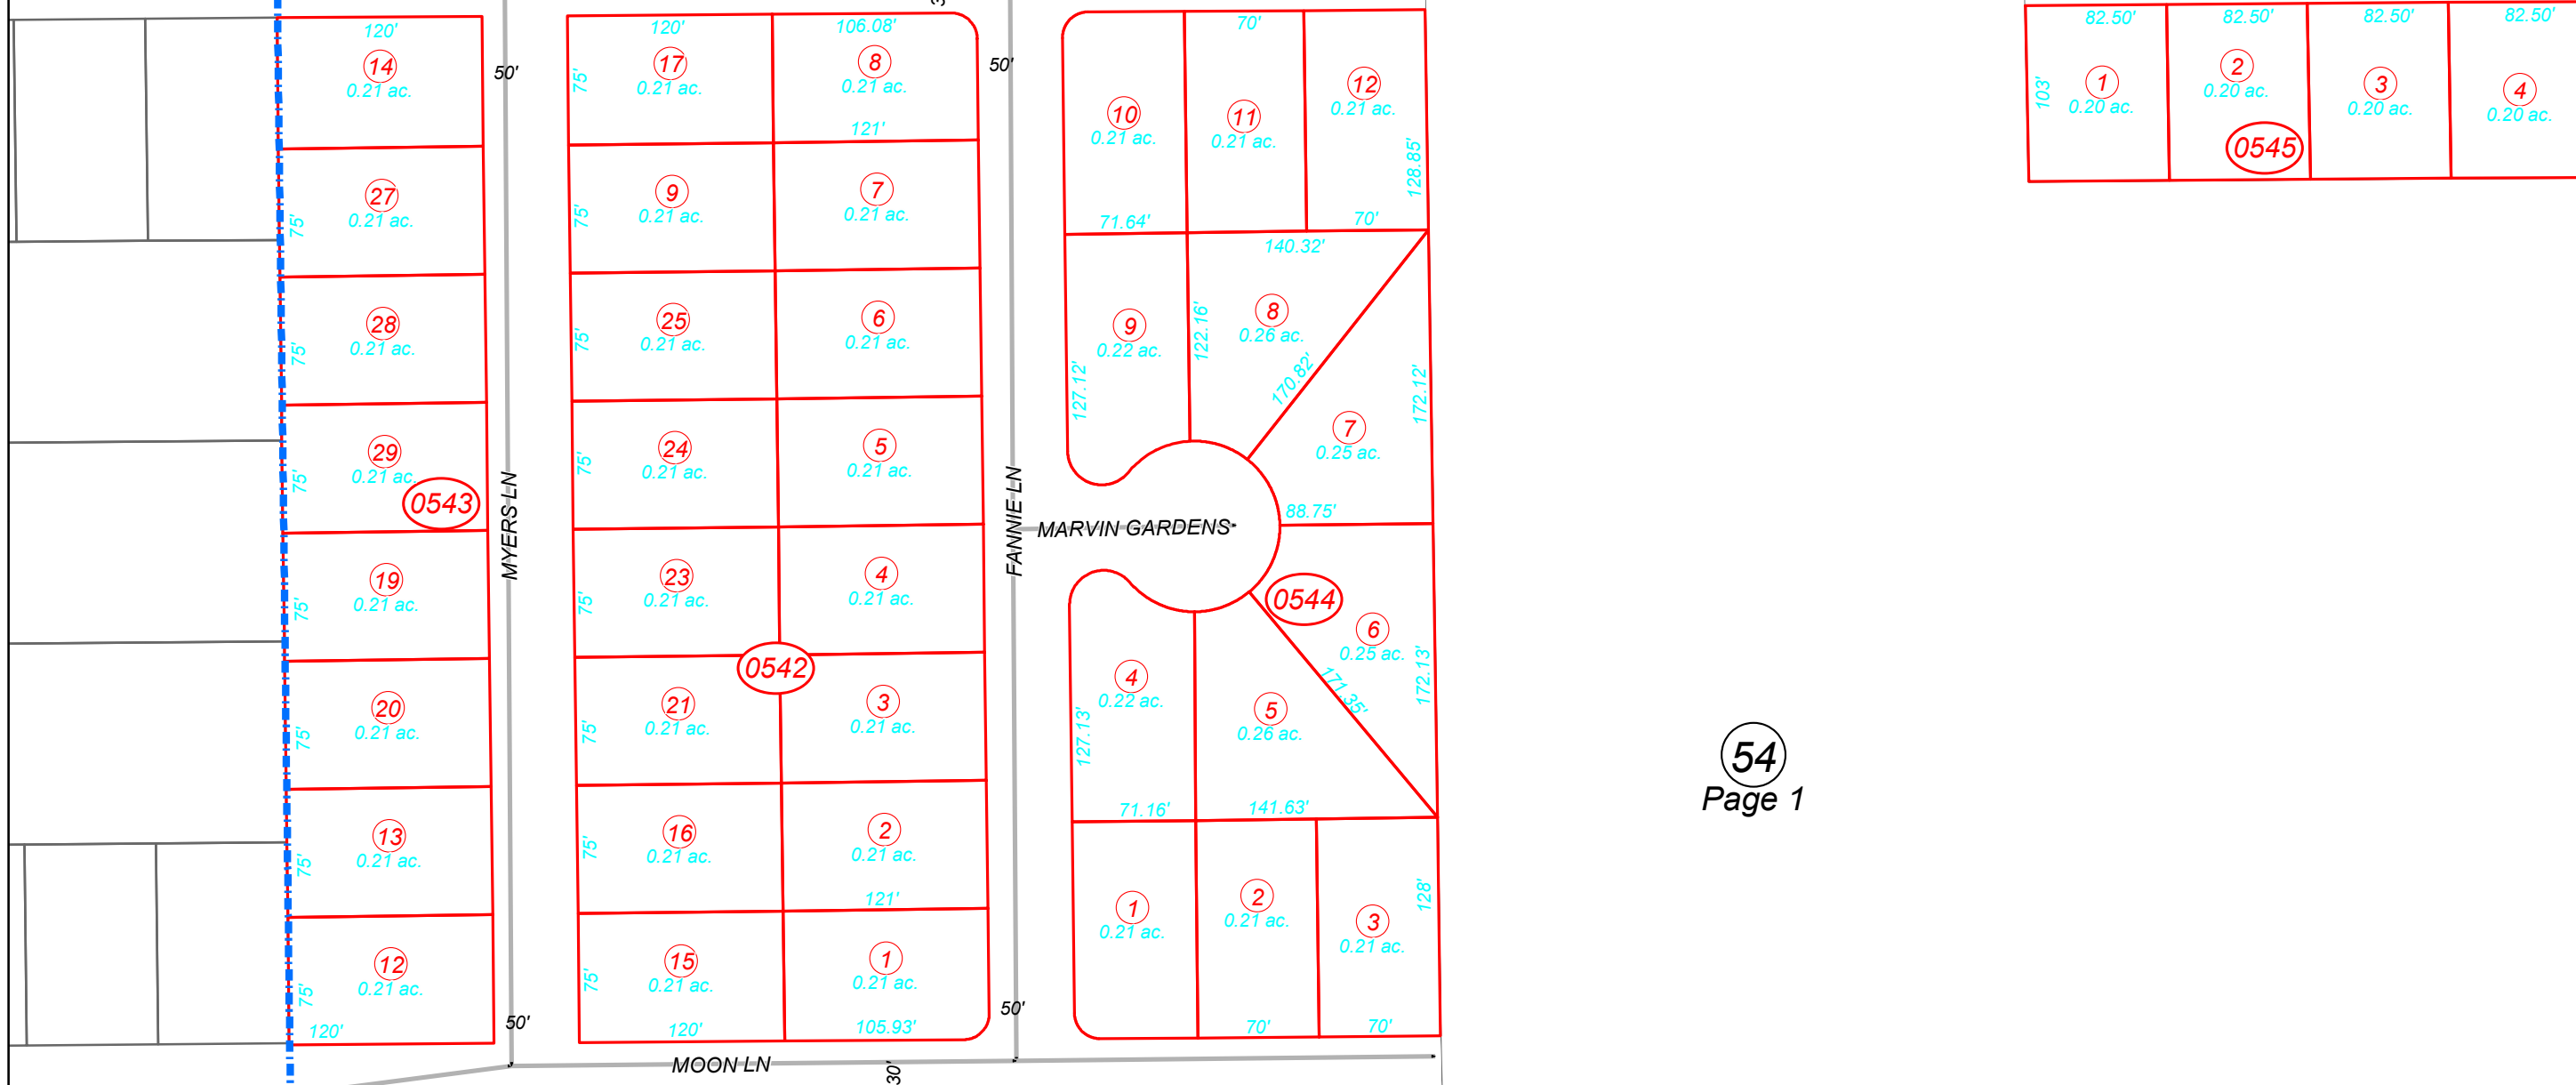 120'
14
0.21 ac.
27
0.21 ac.
75'
28
0.21 ac.
75'
29
0.21 ac.
75'
0543
19
0.21 ac.
75'
20
0.21 ac.
75'
13
0.21 ac.
75'
12
0.21 ac.
75'
120'
50'
MYERS LN
50'
120'
17
0.21 ac.
75'
9
0.21 ac.
75'
25
0.21 ac.
75'
24
0.21 ac.
75'
23
0.21 ac.
75'
0542
21
0.21 ac.
75'
16
0.21 ac.
75'
15
0.21 ac.
75'
120'
106.08'
8
0.21 ac.
121'
7
0.21 ac.
6
0.21 ac.
5
0.21 ac.
4
0.21 ac.
3
0.21 ac.
2
0.21 ac.
121'
1
0.21 ac.
105.93'
MOON LN
30'
50'
FANNIE LN
50'
10
0.21 ac.
71.64'
70'
11
0.21 ac.
12
0.21 ac.
128.85'
70'
140.32'
9
0.22 ac.
127.12'
122.16'
8
0.26 ac.
170.82'
7
0.25 ac.
172.12'
88.75'
MARVIN GARDENS
0544
6
0.25 ac.
172.13'
171.35'
4
0.22 ac.
127.13'
71.16'
5
0.26 ac.
141.63'
1
0.21 ac.
2
0.21 ac.
70'
3
0.21 ac.
128'
70'
54
Page 1
82.50'
82.50'
82.50'
82.50'
103'
1
0.20 ac.
2
0.20 ac.
0545
3
0.20 ac.
4
0.20 ac.